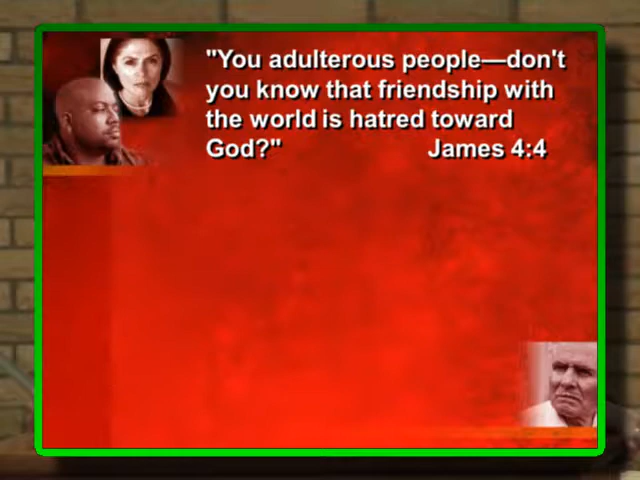 "You adulterous people—don't
you know that friendship with
the world is hatred toward
God?" James 4:4